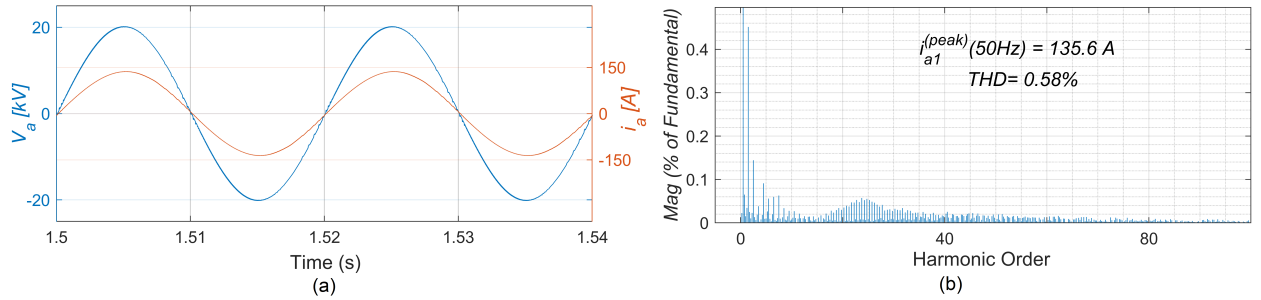 20
0
-20
V_a [kV]
150
0
-150
i_a [A]
1.5 1.51 1.52 1.53 1.54
Time (s)
(a)
Mag (% of Fundamental)
0.4
0.3
0.2
0.1
0
i_{a1}^{(peak)}(50Hz) = 135.6 A
THD= 0.58%
0 40 80
Harmonic Order
(b)